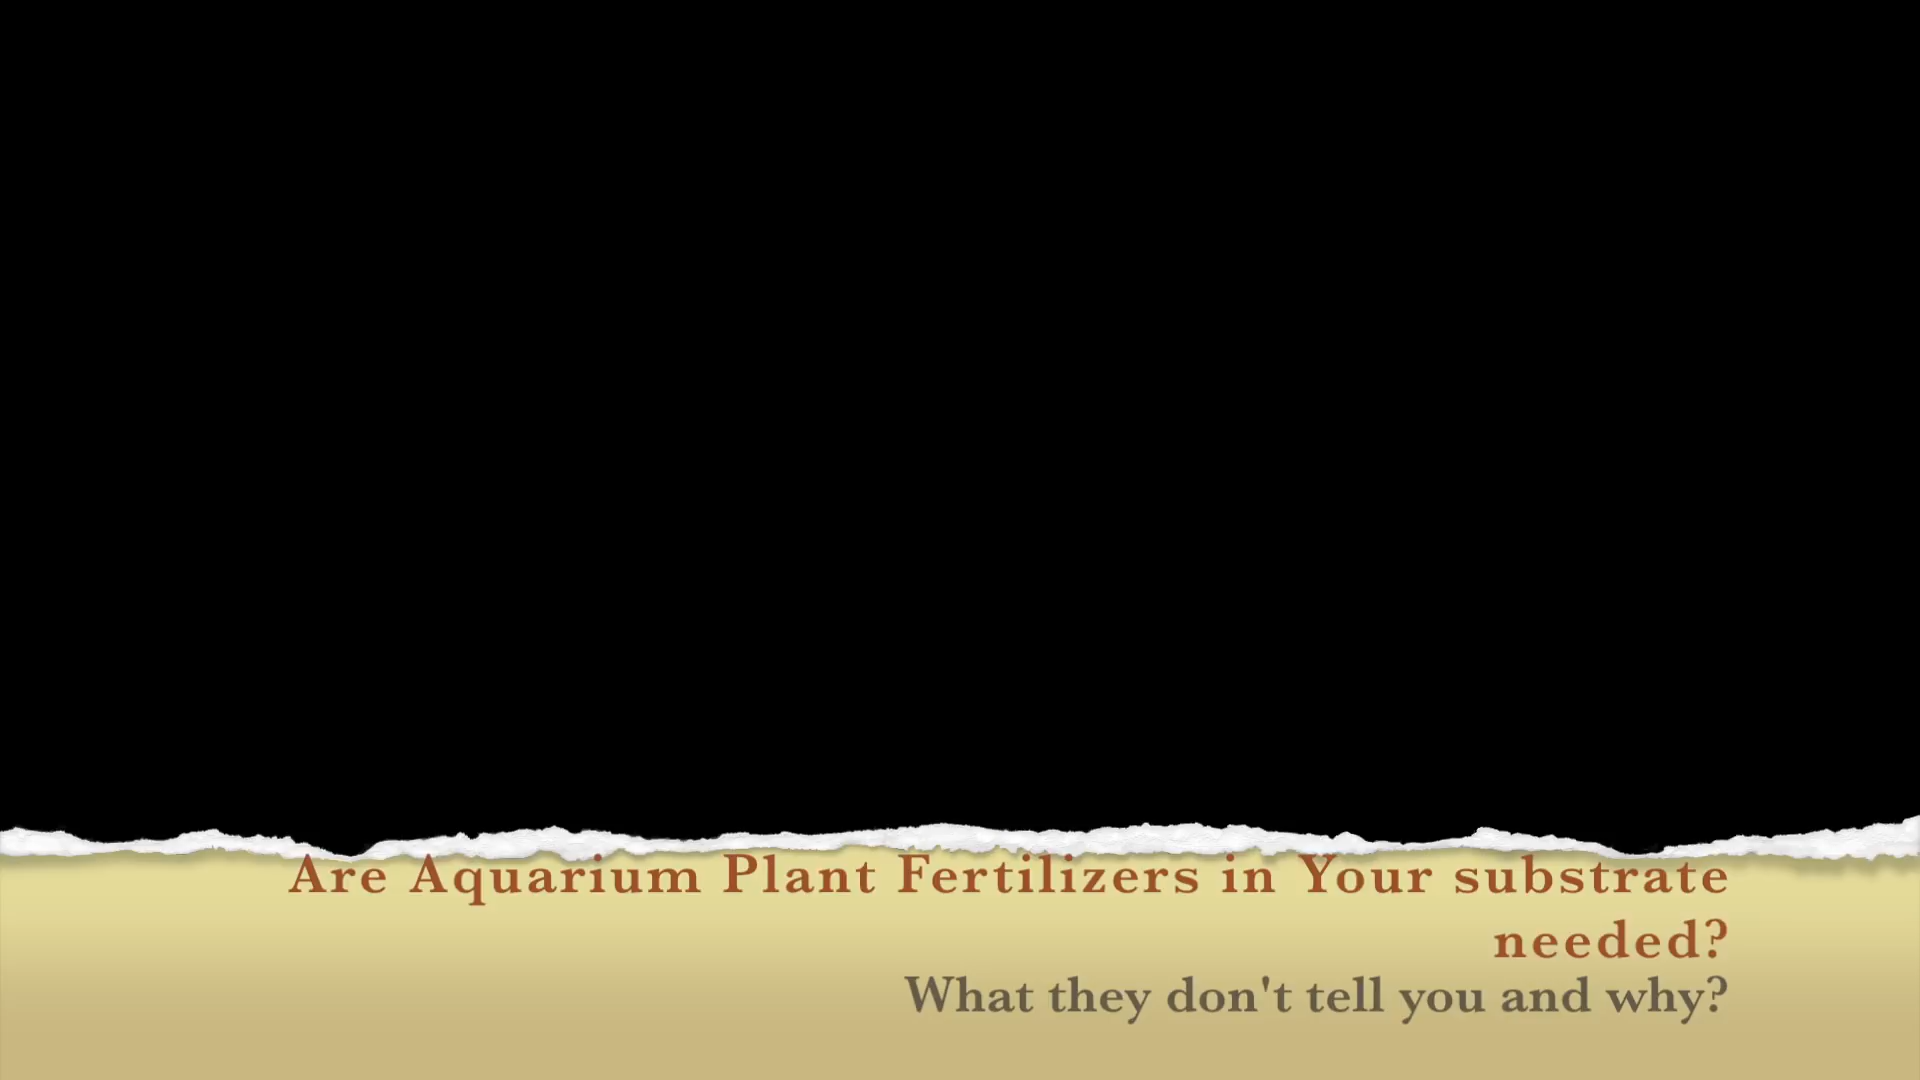 Are Aquarium Plant Fertilizers in Your substrate
needed?
What they don't tell you and why?